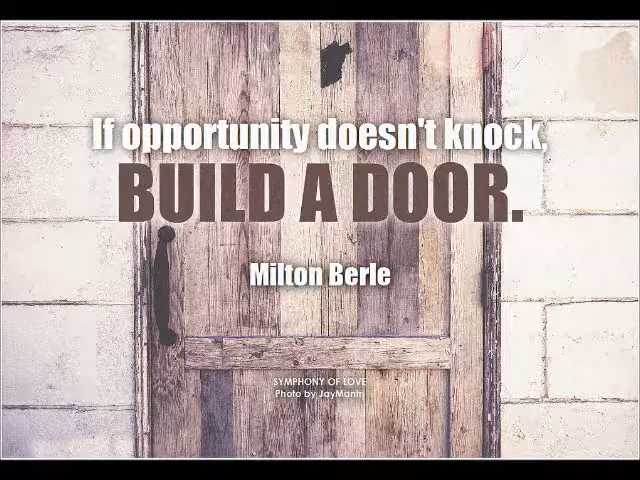 If opportunity doesn't knock,
BUILD A DOOR.
Milton Berle
SYMPHONY OF LOVE
Photo by JayMantri